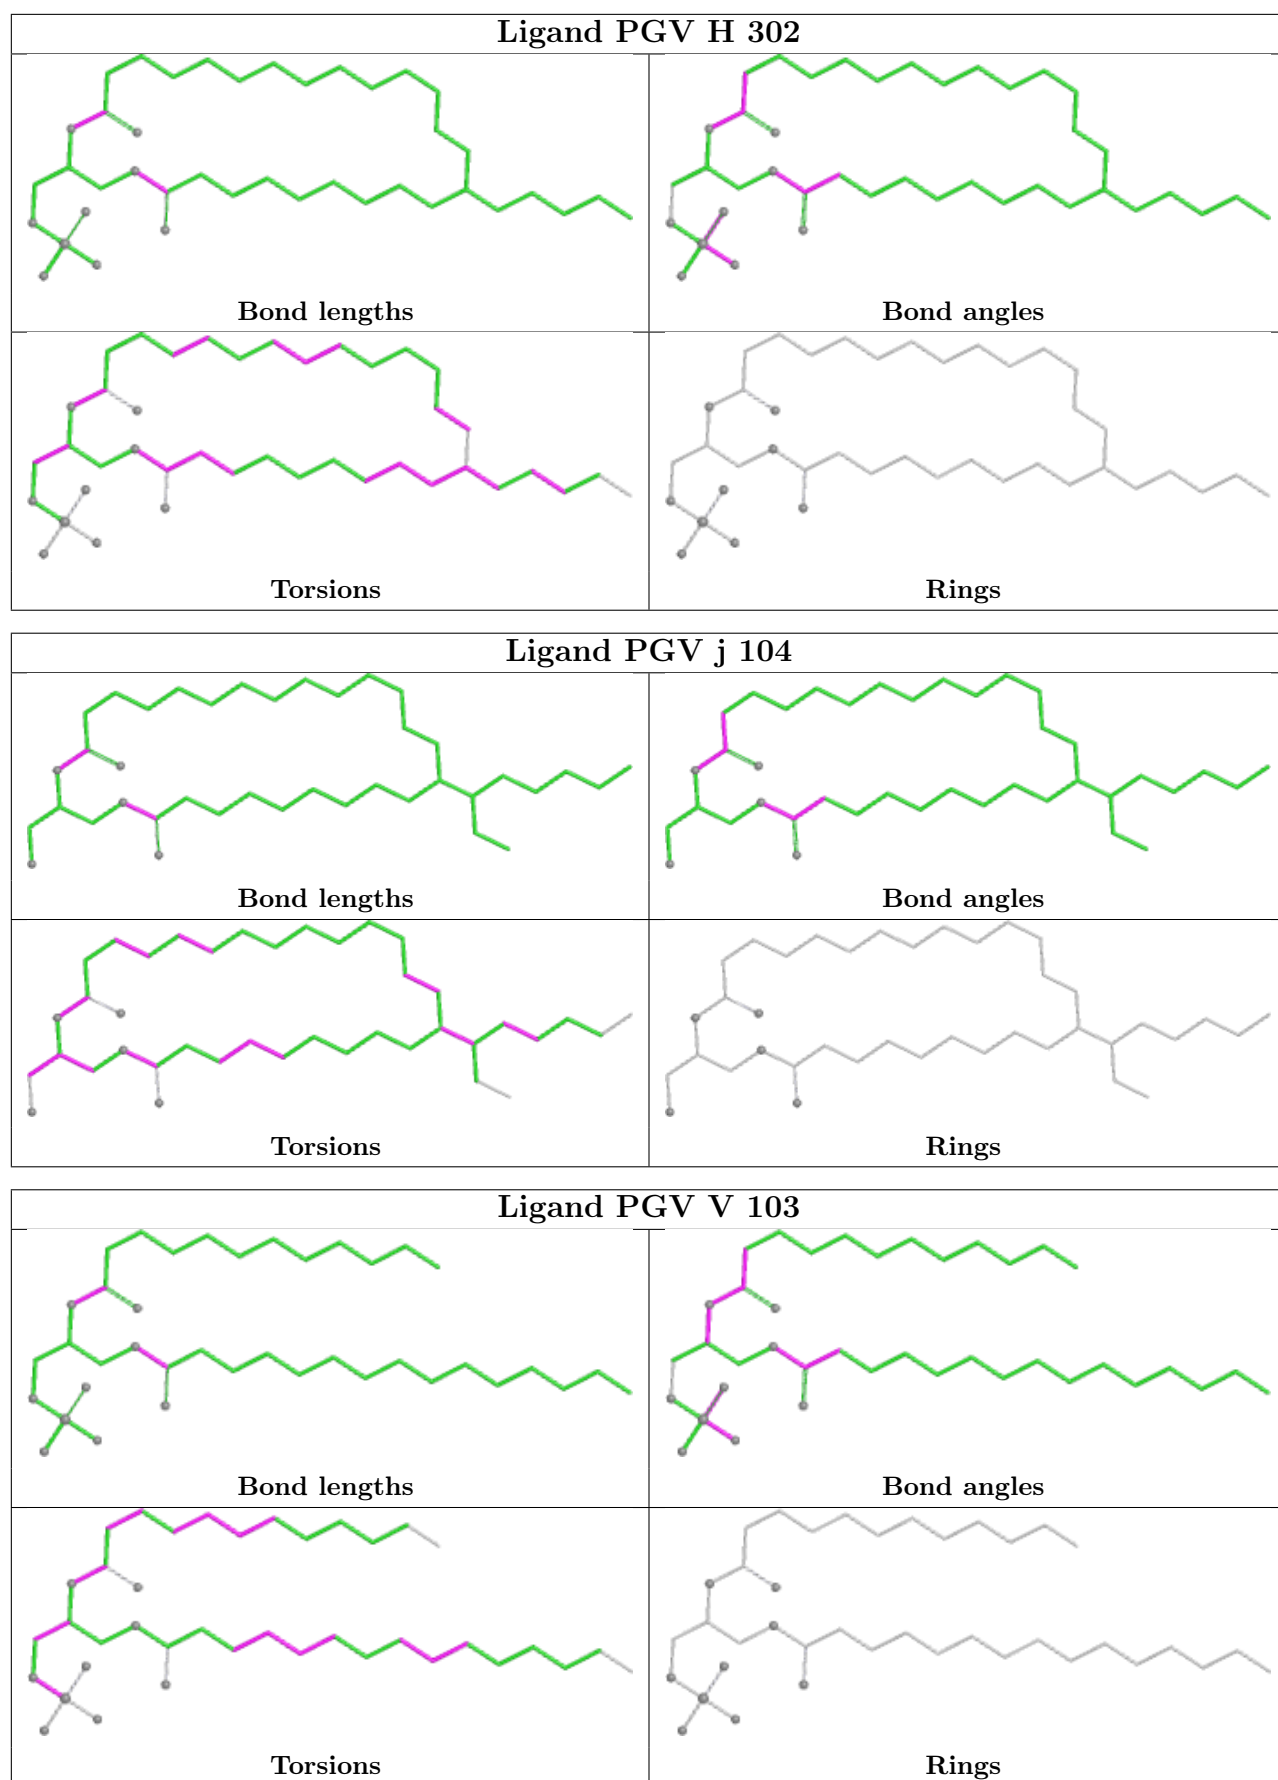 Ligand PGV H 302
Bond lengths
Bond angles
Torsions
Rings
Ligand PGV j 104
Bond lengths
Bond angles
Torsions
Rings
Ligand PGV V 103
Bond lengths
Bond angles
Torsions
Rings